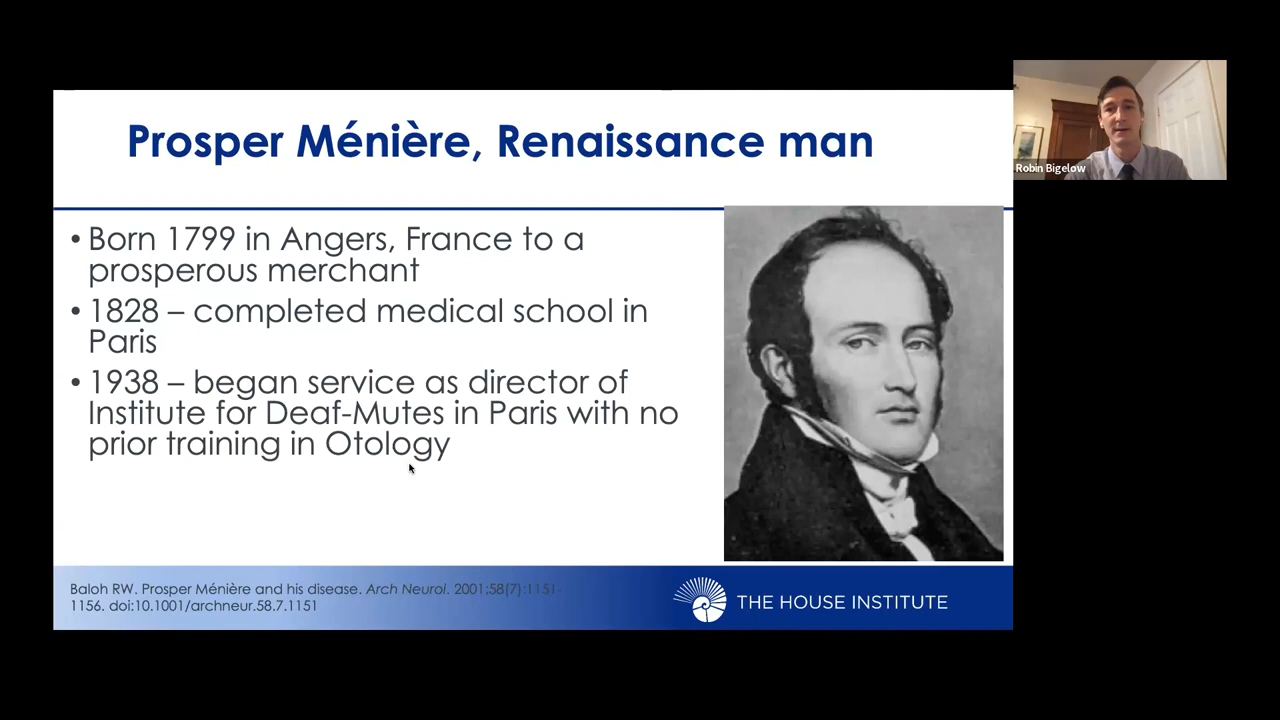 Prosper Ménière, Renaissance man
• Born 1799 in Angers, France to a
prosperous merchant
• 1828 – completed medical school in
Paris
• 1938 – began service as director of
Institute for Deaf-Mutes in Paris with no
prior training in Otology
Baloh RW. Prosper Ménière and his disease. Arch Neurol. 2001;58(7):1151-
1156. doi:10.1001/archneur.58.7.1151
THE HOUSE INSTITUTE
Robin Bigelow